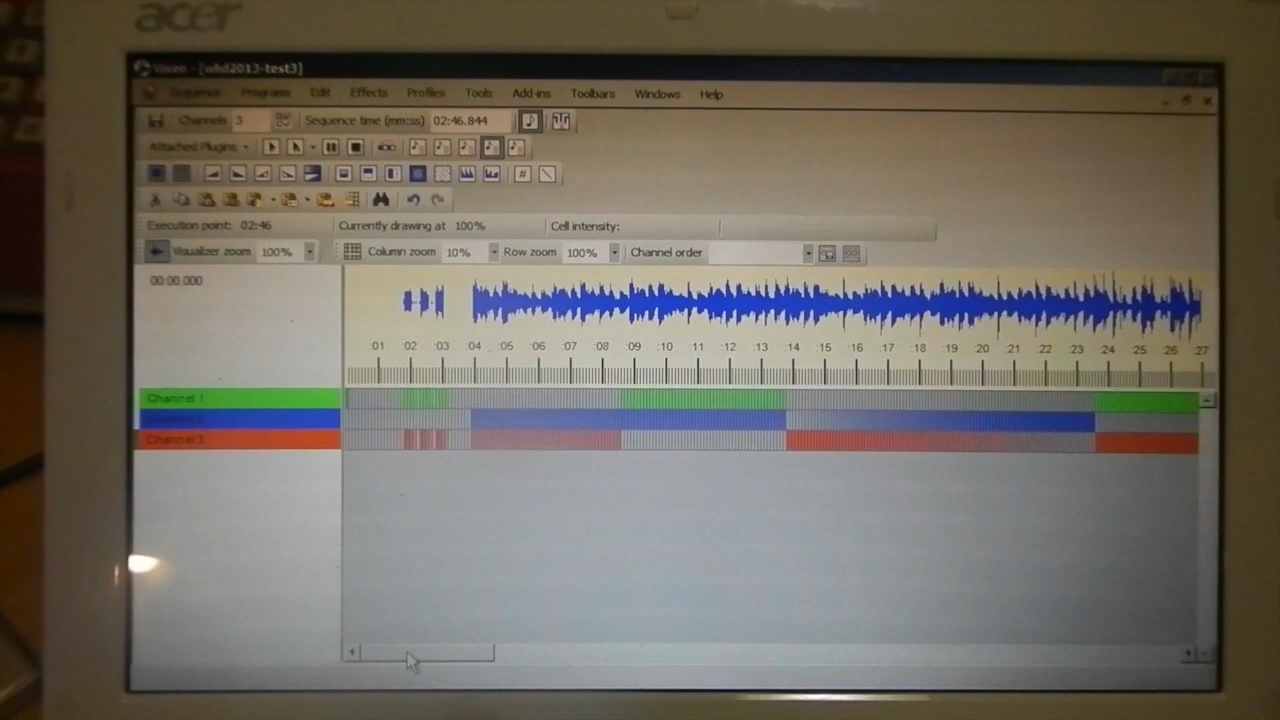 acer
Vixen - [whd2013-test3]
Sequence Programs Edit Effects Profiles Tools Add-ins Toolbars Windows Help
Channels 3 Sequence time (mm:ss) 02:46.844
Attached Plugins
#
Execution point: 02:46 Currently drawing at 100% Cell intensity:
Visualizer zoom 100% Column zoom 10% Row zoom 100% Channel order
00:00.000
:01 :02 :03 :04 :05 :06 :07 :08 :09 :10 :11 :12 :13 :14 :15 :16 :17 :18 :19 :20 :21 :22 :23 :24 :25 :26 :27
Channel 1
Channel 2
Channel 3